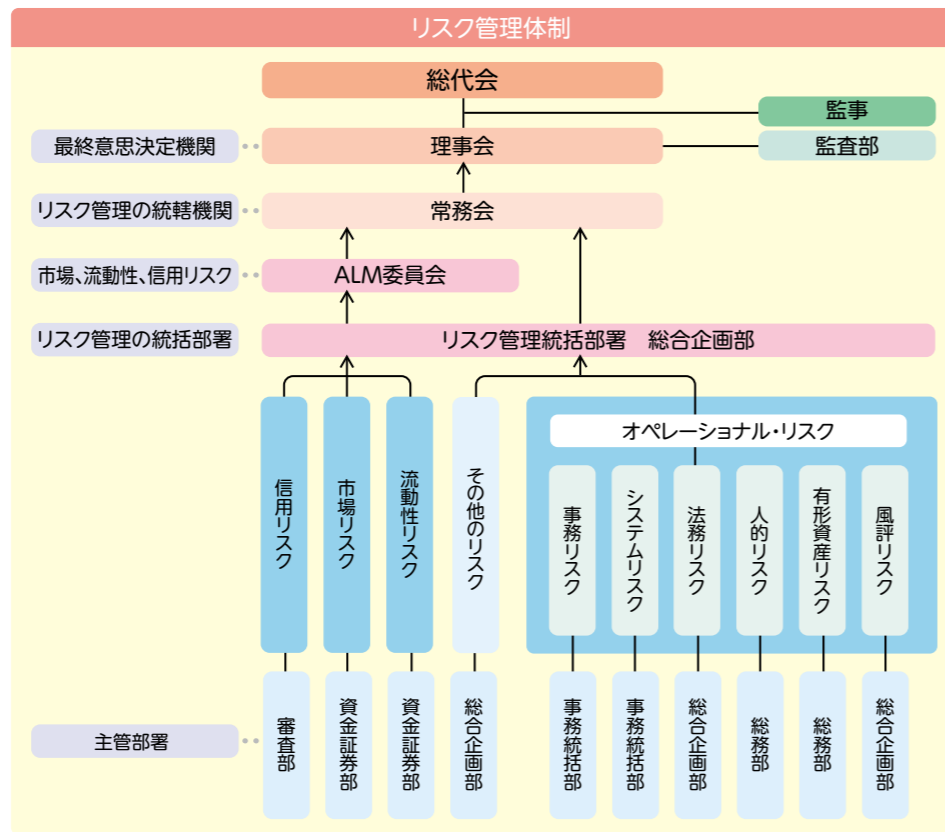 リスク管理体制
総代会
監事
最終意思決定機関
理事会
監査部
リスク管理の統轄機関
常務会
市場、流動性、信用リスク
ALM委員会
リスク管理の統括部署
リスク管理統括部署　総合企画部
オペレーショナル・リスク
信用リスク
市場リスク
流動性リスク
その他のリスク
事務リスク
システムリスク
法務リスク
人的リスク
有形資産リスク
風評リスク
主管部署
審査部
資金証券部
資金証券部
総合企画部
事務統括部
事務統括部
総合企画部
総務部
総務部
総合企画部